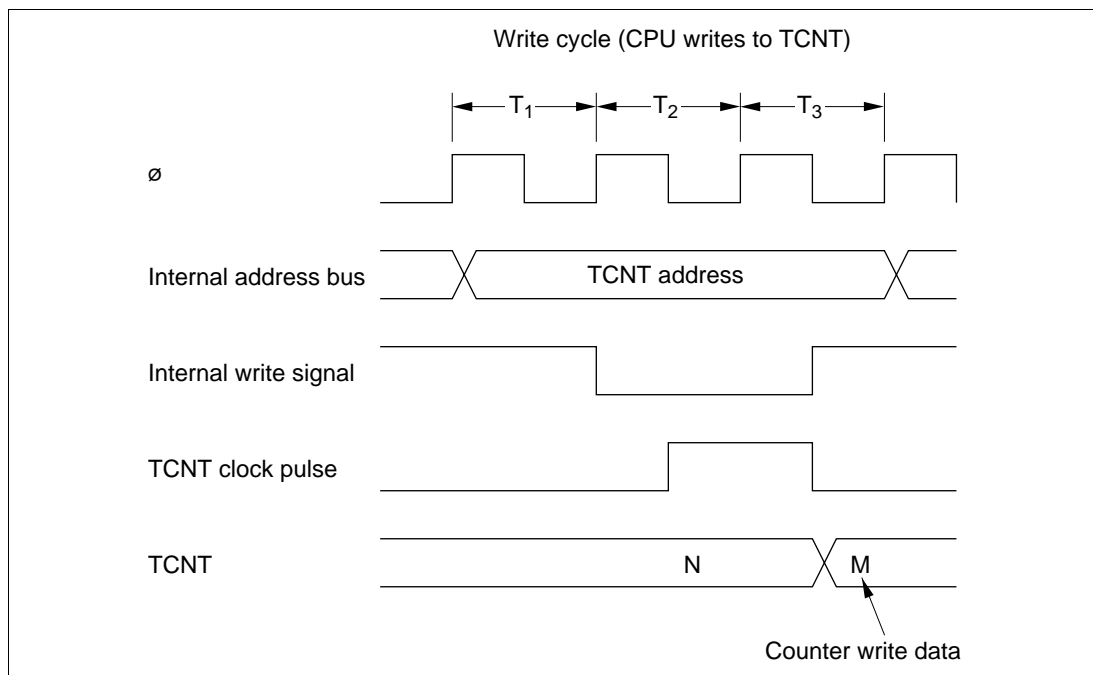 Write cycle (CPU writes to TCNT)
T1 T2 T3
ø
Internal address bus TCNT address
Internal write signal
TCNT clock pulse
TCNT N M
Counter write data